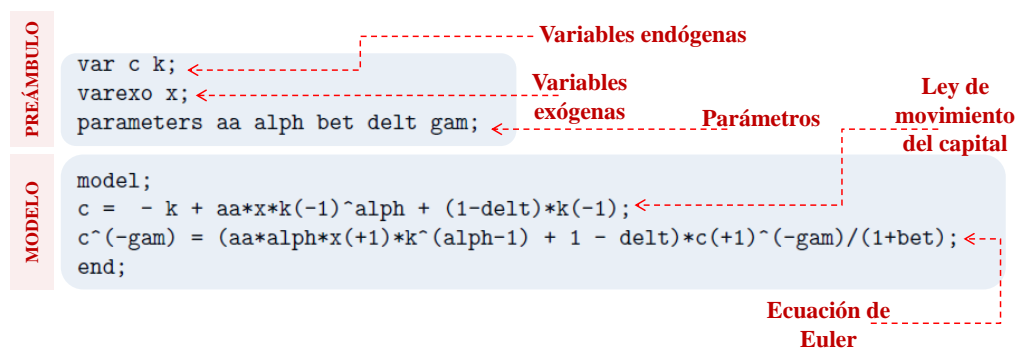 PREÁMBULO
Variables endógenas
var c k;
varexo x;
parameters aa alph bet delt gam;
Variables
exógenas
Parámetros
Ley de
movimiento
del capital
MODELO
model;
c = - k + aa*x*k(-1)^alph + (1-delt)*k(-1);
c^(-gam) = (aa*alph*x(+1)*k^(alph-1) + 1 - delt)*c(+1)^(-gam)/(1+bet);
end;
Ecuación de
Euler